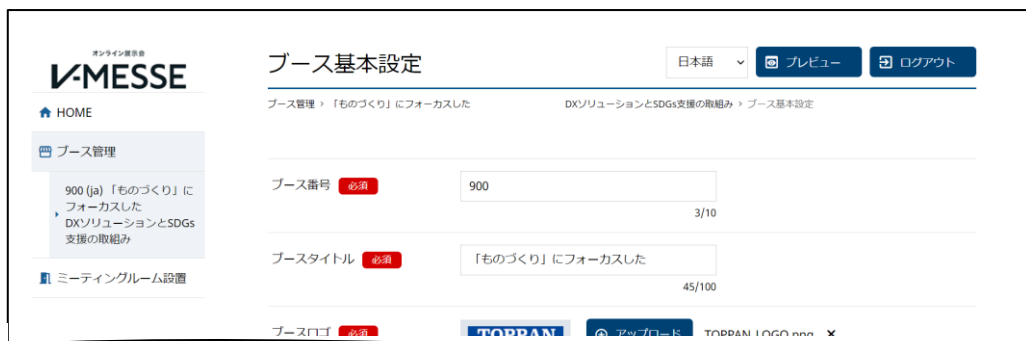 オンライン展示会
V-MESSE
HOME
ブース管理
900 (ja) 「ものづくり」に
フォーカスした
DXソリューションとSDGs
支援の取組み
ミーティングルーム設置
ブース基本設定
日本語
プレビュー
ログアウト
ブース管理 › 「ものづくり」にフォーカスした DXソリューションとSDGs支援の取組み › ブース基本設定
ブース番号 必須 900
3/10
ブースタイトル 必須 「ものづくり」にフォーカスした
45/100
ブースロゴ 必須 TOPPAN アップロード TOPPAN_LOGO.png ×